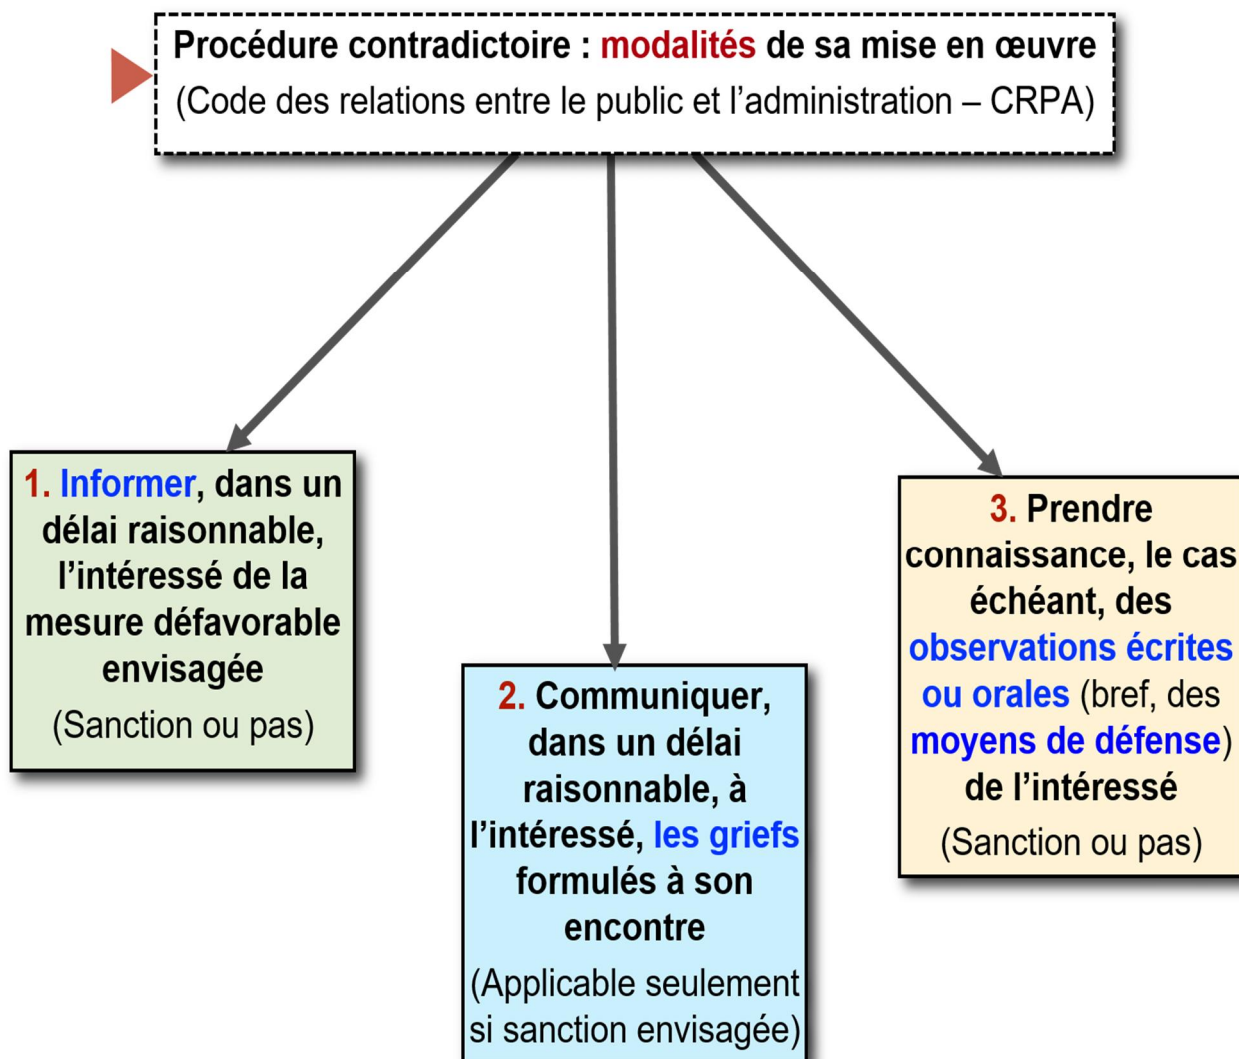 Procédure contradictoire : modalités de sa mise en œuvre
(Code des relations entre le public et l’administration – CRPA)
1. Informer, dans un
délai raisonnable,
l’intéressé de la
mesure défavorable
envisagée
(Sanction ou pas)
2. Communiquer,
dans un délai
raisonnable, à
l’intéressé, les griefs
formulés à son
encontre
(Applicable seulement
si sanction envisagée)
3. Prendre
connaissance, le cas
échéant, des
observations écrites
ou orales (bref, des
moyens de défense)
de l’intéressé
(Sanction ou pas)